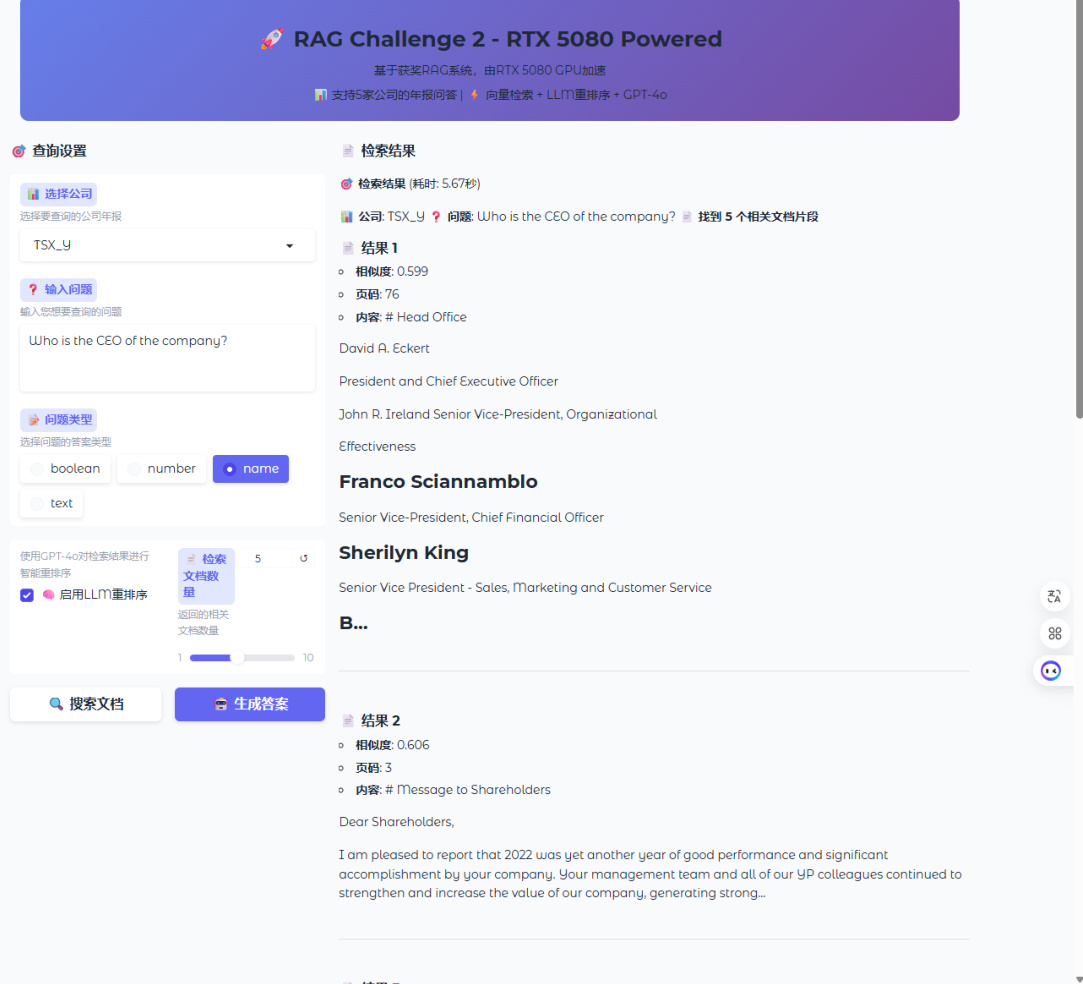 🚀 RAG Challenge 2 - RTX 5080 Powered
基于获奖RAG系统，由RTX 5080 GPU加速
📊 支持5家公司的年报问答 | ⚡ 向量检索 + LLM重排序 + GPT-4o
🎯 查询设置
📊 选择公司
选择要查询的公司年报
TSX_Y
❓ 输入问题
输入您想要查询的问题
Who is the CEO of the company?
📝 问题类型
选择问题的答案类型
boolean
number
name
text
使用GPT-4o对检索结果进行
智能重排序
🧠 启用LLM重排序
📄 检索
文档数
量
5
↺
返回的相关
文档数量
1
10
🔍 搜索文档
🤖 生成答案
📄 检索结果
🎯 检索结果 (耗时: 5.67秒)
📊 公司: TSX_Y ❓ 问题: Who is the CEO of the company? 📄 找到 5 个相关文档片段
📄 结果 1
相似度: 0.599
页码: 76
内容: # Head Office
David A. Eckert
President and Chief Executive Officer
John R. Ireland Senior Vice-President, Organizational
Effectiveness
Franco Sciannamblo
Senior Vice-President, Chief Financial Officer
Sherilyn King
Senior Vice President - Sales, Marketing and Customer Service
B...
📄 结果 2
相似度: 0.606
页码: 3
内容: # Message to Shareholders
Dear Shareholders,
I am pleased to report that 2022 was yet another year of good performance and significant
accomplishment by your company. Your management team and all of our YP colleagues continued to
strengthen and increase the value of our company, generating strong...